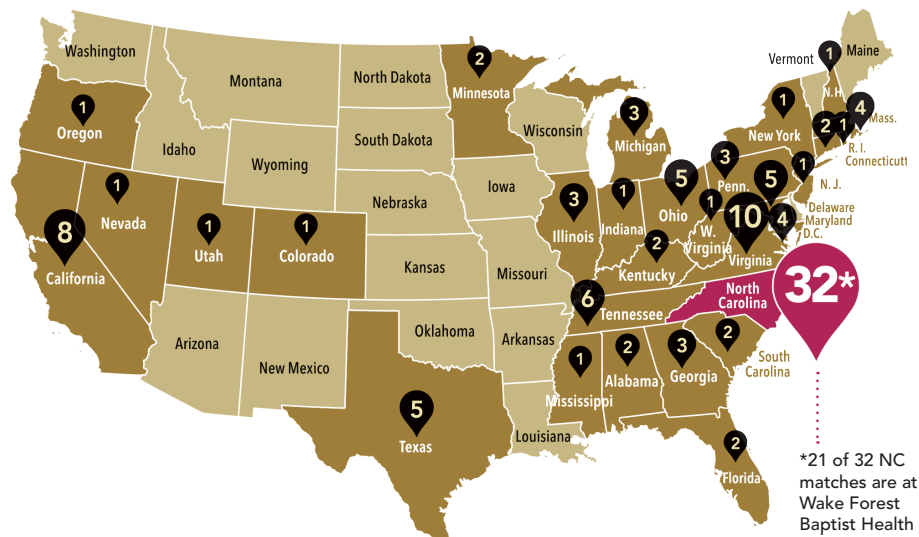 Washington
Montana
North Dakota
2
Minnesota
Vermont
1
Maine
1
Oregon
Idaho
Wyoming
South Dakota
Wisconsin
3
Michigan
1
New York
N.H.
2
1
4
Mass.
R. I.
Connecticutt
1
Nevada
8
California
1
Utah
1
Colorado
Nebraska
Iowa
3
Illinois
1
Indiana
5
Ohio
3
Penn.
5
1
N. J.
1
W.
Virginia
10
Virginia
4
Delaware
Maryland
D.C.
Kansas
Missouri
2
Kentucky
6
Tennessee
North
Carolina
32*
Arizona
New Mexico
Oklahoma
Arkansas
1
Mississippi
2
Alabama
3
Georgia
2
South
Carolina
5
Texas
Louisiana
2
Florida
*21 of 32 NC
matches are at
Wake Forest
Baptist Health